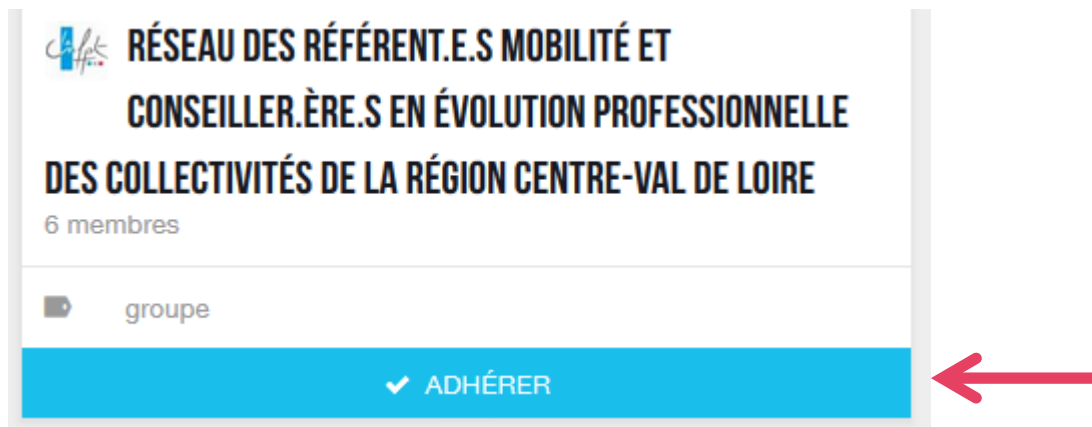 RÉSEAU DES RÉFÉRENT.E.S MOBILITÉ ET
CONSEILLER.ÈRE.S EN ÉVOLUTION PROFESSIONNELLE
DES COLLECTIVITÉS DE LA RÉGION CENTRE-VAL DE LOIRE
6 membres
groupe
ADHÉRER